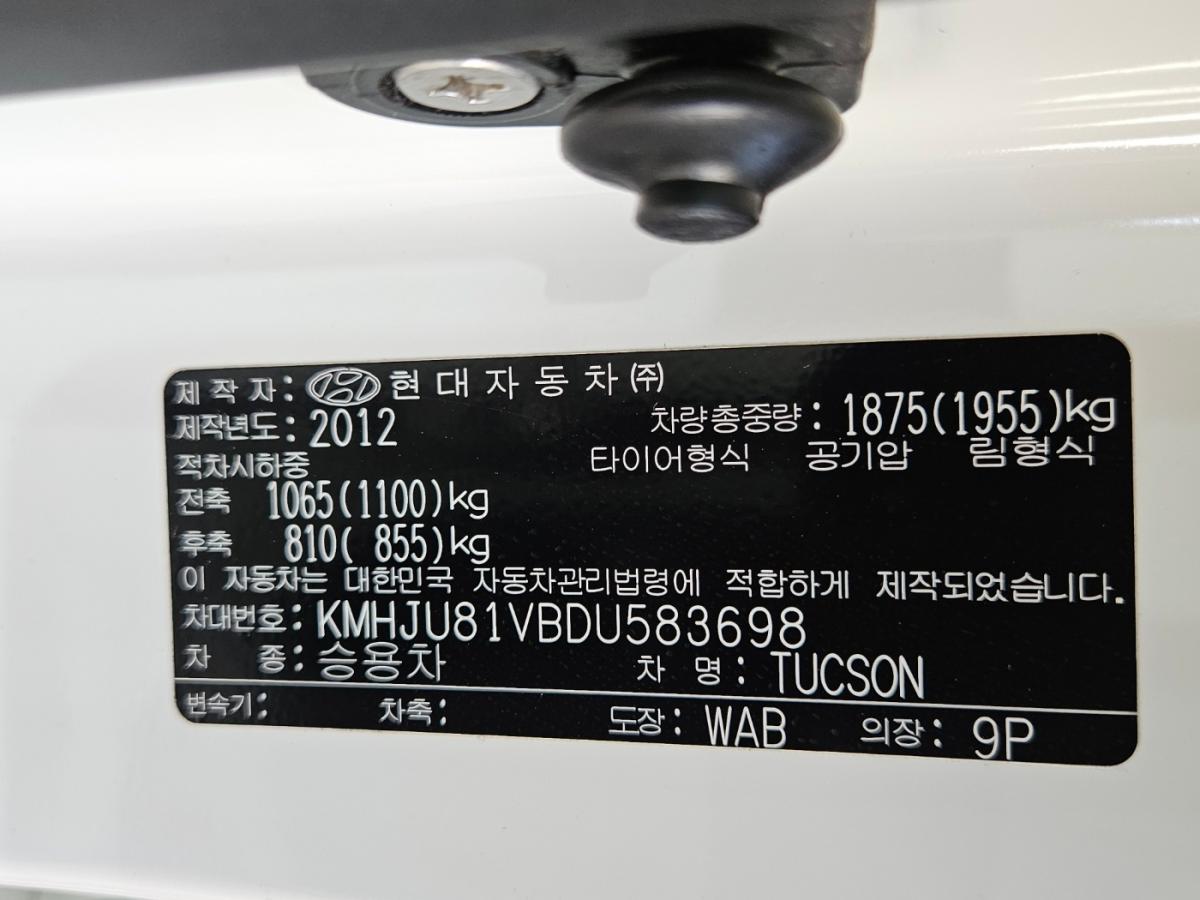 제 작 자 : 현 대 자 동 차 ㈜
제작년도 : 2012 차량총중량 : 1875(1955)kg
적차시하중 타이어형식 공기압 림형식
전축 1065(1100)kg
후축 810( 855)kg
이 자동차는 대한민국 자동차관리법령에 적합하게 제작되었습니다.
차대번호 : KMHJU81VBDU583698
차 종 : 승용차 차 명 : TUCSON
변속기 : 차축 : 도장 : WAB 의장 : 9P